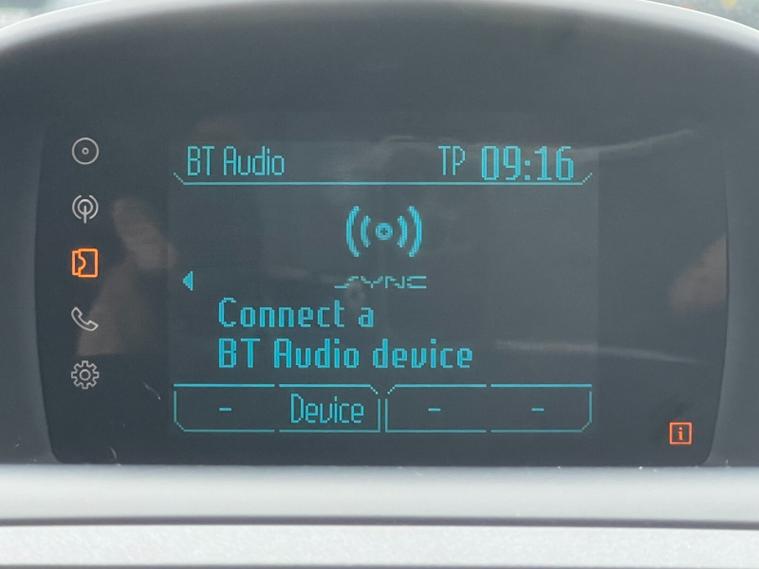 BT Audio TP 09:16
SYNC
Connect a
BT Audio device
- Device - -
i